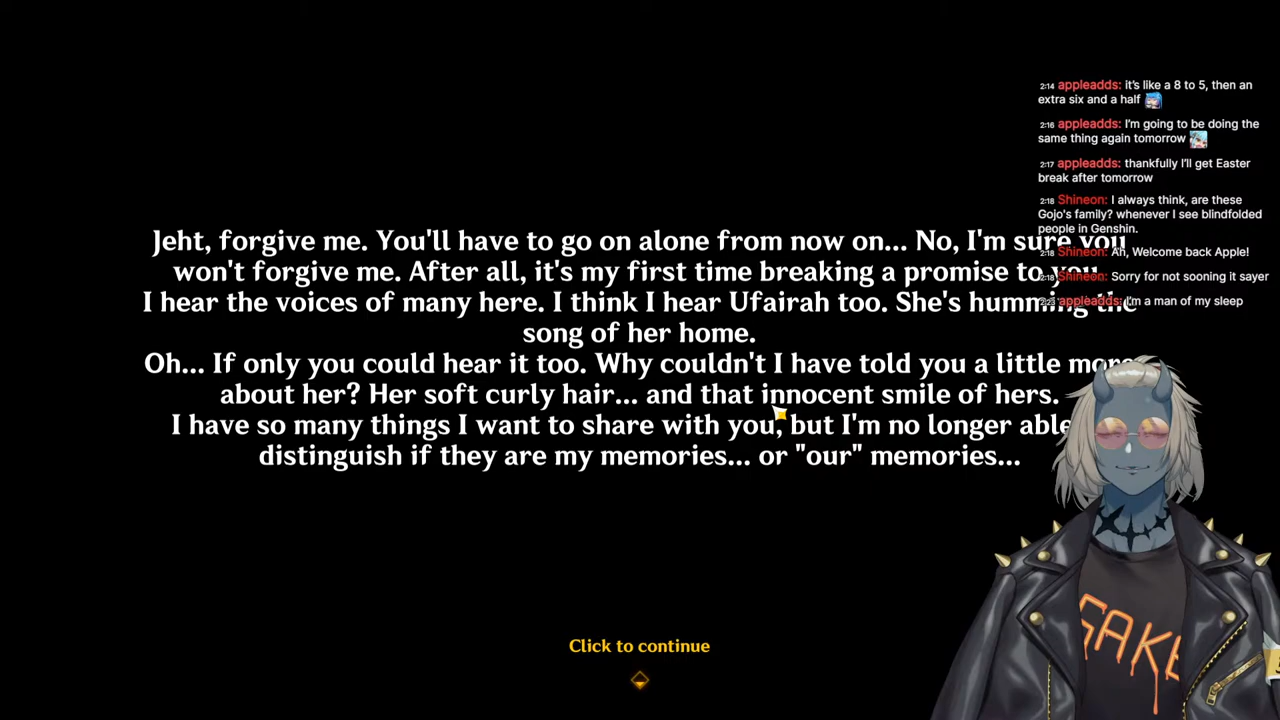 2:14 appleadds: it's like a 8 to 5, then an
extra six and a half
2:16 appleadds: I'm going to be doing the
same thing again tomorrow
2:17 appleadds: thankfully I'll get Easter
break after tomorrow
2:18 Shineon: I always think, are these
Gojo's family? whenever I see blindfolded
people in Genshin.
2:18 Shineon: Ah, Welcome back Apple!
2:18 Shineon: Sorry for not sooning it sayer
2:23 appleadds: I'm a man of my sleep
Jeht, forgive me. You'll have to go on alone from now on... No, I'm sure you
won't forgive me. After all, it's my first time breaking a promise to you.
I hear the voices of many here. I think I hear Ufairah too. She's humming the
song of her home.
Oh... If only you could hear it too. Why couldn't I have told you a little more
about her? Her soft curly hair... and that innocent smile of hers.
I have so many things I want to share with you, but I'm no longer able
distinguish if they are my memories... or "our" memories...
Click to continue
GAKE